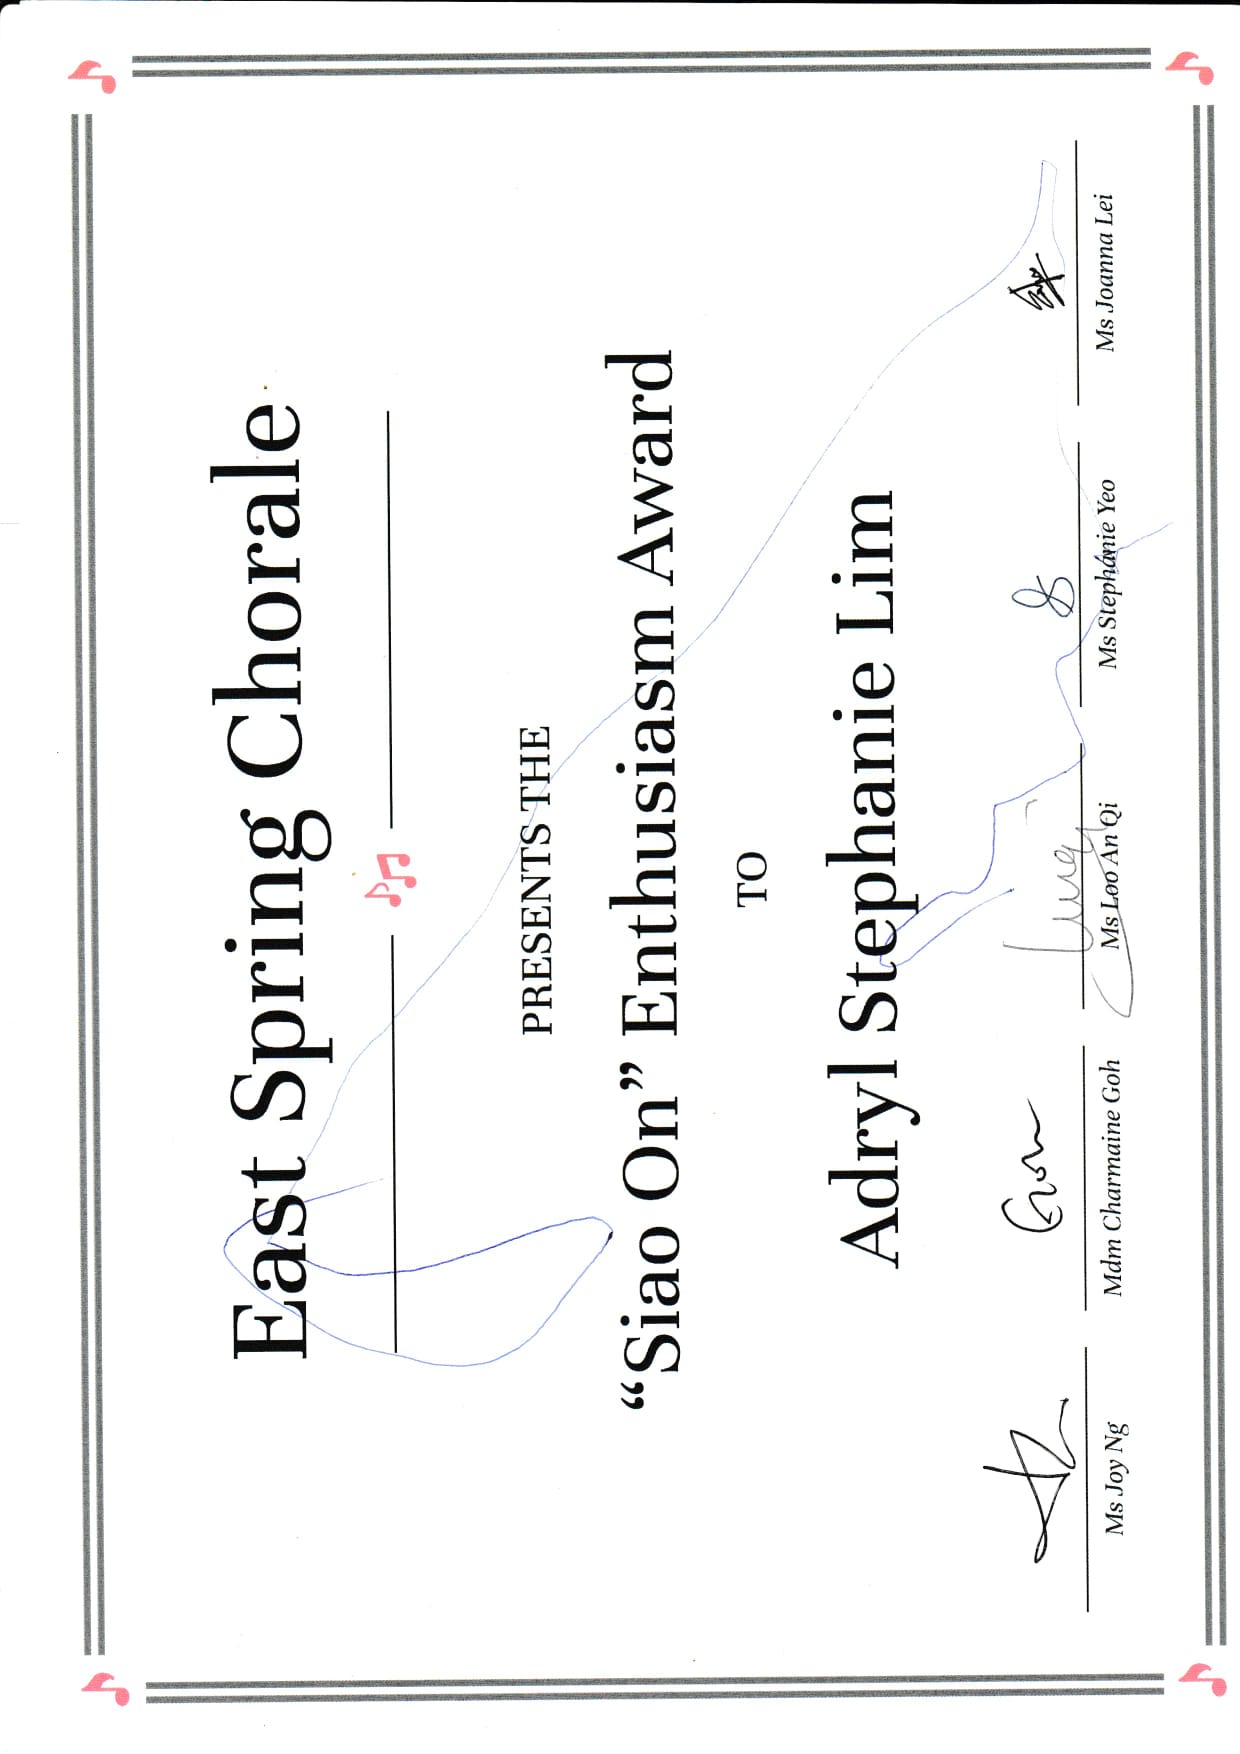 East Spring Chorale
PRESENTS THE
“Siao On” Enthusiasm Award
TO
Adryl Stephanie Lim
Ms Joy Ng
Mdm Charmaine Goh
Ms Loo An Qi
Ms Stephanie Yeo
Ms Joanna Lei